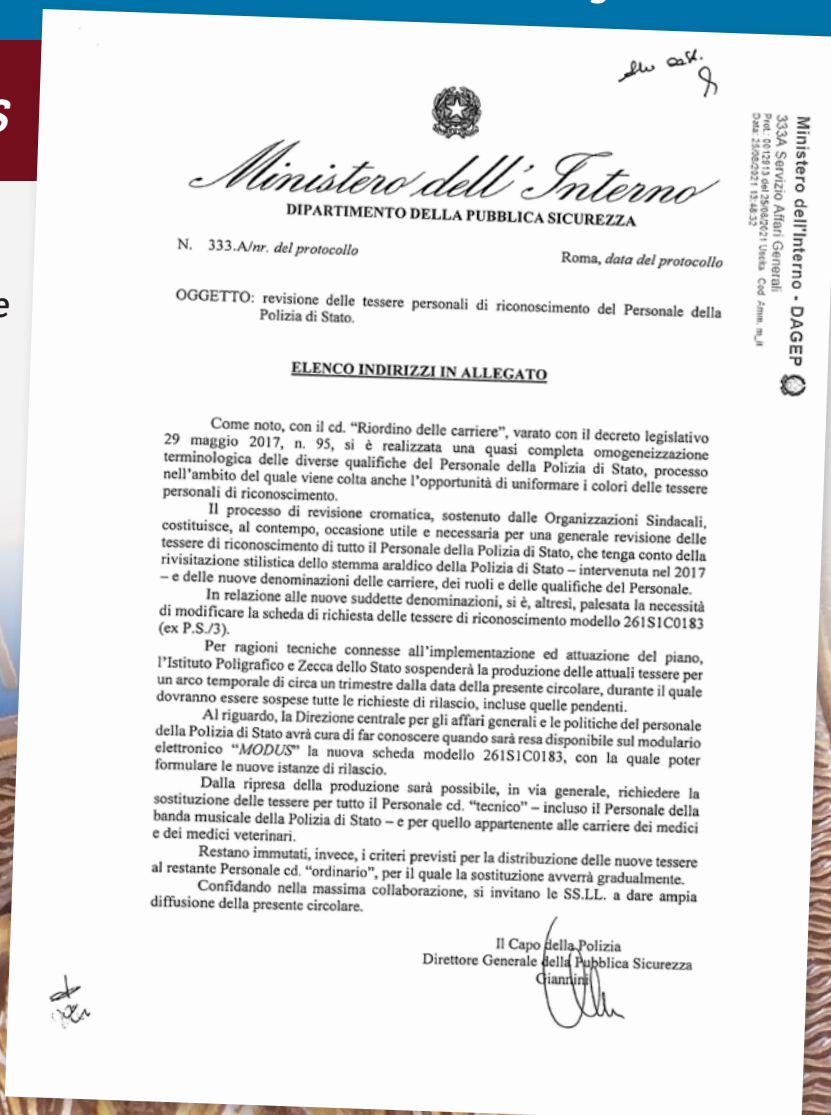 s
e
Ministero dell'Interno
DIPARTIMENTO DELLA PUBBLICA SICUREZZA
N. 333.A/nr. del protocollo
Roma, data del protocollo
OGGETTO: revisione delle tessere personali di riconoscimento del Personale della
Polizia di Stato.
ELENCO INDIRIZZI IN ALLEGATO
Come noto, con il cd. “Riordino delle carriere”, varato con il decreto legislativo
29 maggio 2017, n. 95, si è realizzata una quasi completa omogeneizzazione
terminologica delle diverse qualifiche del Personale della Polizia di Stato, processo
nell’ambito del quale viene colta anche l’opportunità di uniformare i colori delle tessere
personali di riconoscimento.
Il processo di revisione cromatica, sostenuto dalle Organizzazioni Sindacali,
costituisce, al contempo, occasione utile e necessaria per una generale revisione delle
tessere di riconoscimento di tutto il Personale della Polizia di Stato, che tenga conto della
rivisitazione stilistica dello stemma araldico della Polizia di Stato – intervenuta nel 2017
– e delle nuove denominazioni delle carriere, dei ruoli e delle qualifiche del Personale.
In relazione alle nuove suddette denominazioni, si è, altresì, palesata la necessità
di modificare la scheda di richiesta delle tessere di riconoscimento modello 261S1C0183
(ex P.S./3).
Per ragioni tecniche connesse all’implementazione ed attuazione del piano,
l’Istituto Poligrafico e Zecca dello Stato sospenderà la produzione delle attuali tessere per
un arco temporale di circa un trimestre dalla data della presente circolare, durante il quale
dovranno essere sospese tutte le richieste di rilascio, incluse quelle pendenti.
Al riguardo, la Direzione centrale per gli affari generali e le politiche del personale
della Polizia di Stato avrà cura di far conoscere quando sarà resa disponibile sul modulario
elettronico “MODUS” la nuova scheda modello 261S1C0183, con la quale poter
formulare le nuove istanze di rilascio.
Dalla ripresa della produzione sarà possibile, in via generale, richiedere la
sostituzione delle tessere per tutto il Personale cd. “tecnico” – incluso il Personale della
banda musicale della Polizia di Stato – e per quello appartenente alle carriere dei medici
e dei medici veterinari.
Restano immutati, invece, i criteri previsti per la distribuzione delle nuove tessere
al restante Personale cd. “ordinario”, per il quale la sostituzione avverrà gradualmente.
Confidando nella massima collaborazione, si invitano le SS.LL. a dare ampia
diffusione della presente circolare.
Il Capo della Polizia
Direttore Generale della Pubblica Sicurezza
Giannini
Ministero dell'Interno - DAGEP
333A Servizio Affari Generali
Prot.: 0012913 del 25/08/2021 Uscita Cod. Amm. m_it
Data: 25/08/2021 13:48:32